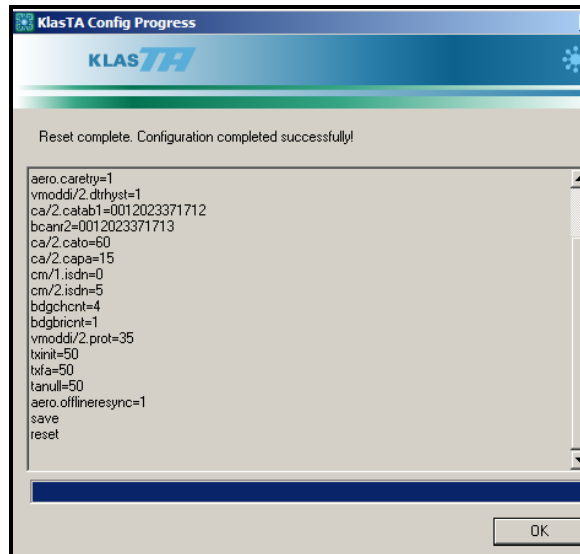 KlasTA Config Progress
KLASTA
Reset complete. Configuration completed successfully!
aero.caretry=1
vmoddi/2.dtrhyst=1
ca/2.catab1=0012023371712
bcanr2=0012023371713
ca/2.cato=60
ca/2.capa=15
cm/1.isdn=0
cm/2.isdn=5
bdgchcnt=4
bdgbricnt=1
vmoddi/2.prot=35
txinit=50
txfa=50
tanull=50
aero.offlineresync=1
save
reset
OK